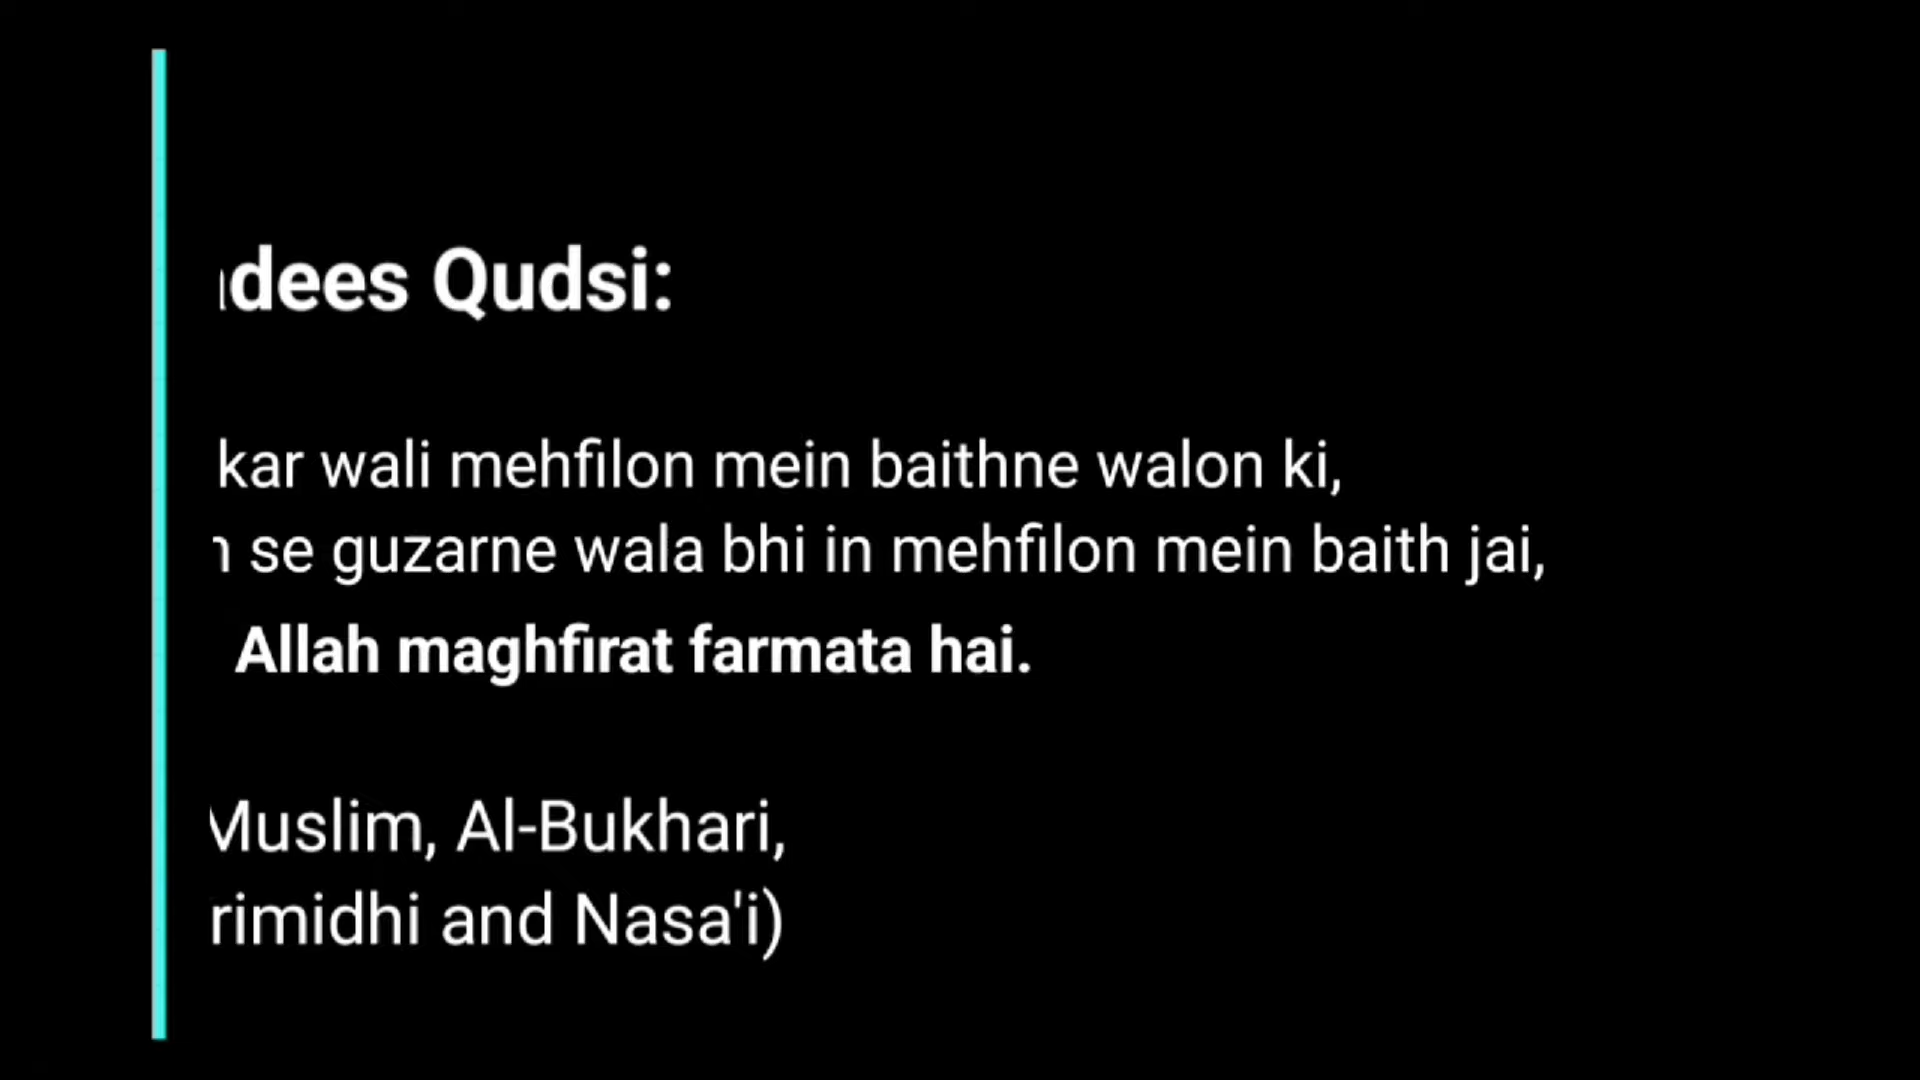 dees Qudsi:
kar wali mehfilon mein baithne walon ki,
se guzarne wala bhi in mehfilon mein baith jai,
Allah maghfirat farmata hai.
Muslim, Al-Bukhari,
rimidhi and Nasa'i)